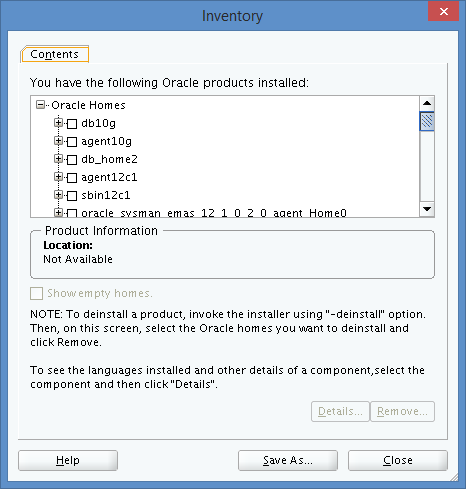 Inventory
Contents
You have the following Oracle products installed:
Oracle Homes
db10g
agent10g
db_home2
agent12c1
sbin12c1
oracle_sysman_emas_12_1_0_2_0_agent_Home0
Product Information
Location:
Not Available
Show empty homes.
NOTE: To deinstall a product, invoke the installer using "-deinstall" option.
Then, on this screen, select the Oracle homes you want to deinstall and
click Remove.
To see the languages installed and other details of a component,select the
component and then click "Details".
Details... Remove...
Help Save As... Close